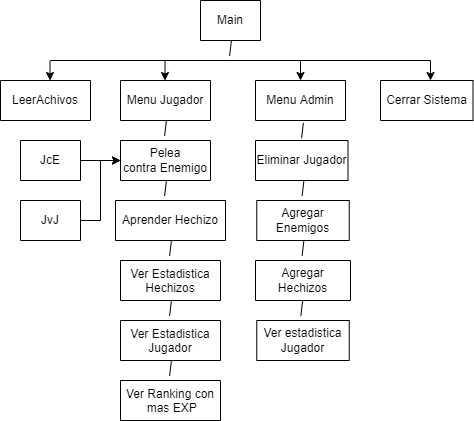 Main
LeerAchivos
Menu Jugador
Menu Admin
Cerrar Sistema
JcE
Pelea
contra Enemigo
Eliminar Jugador
JvJ
Aprender Hechizo
Agregar
Enemigos
Ver Estadistica
Hechizos
Agregar
Hechizos
Ver Estadistica
Jugador
Ver estadistica
Jugador
Ver Ranking con
mas EXP